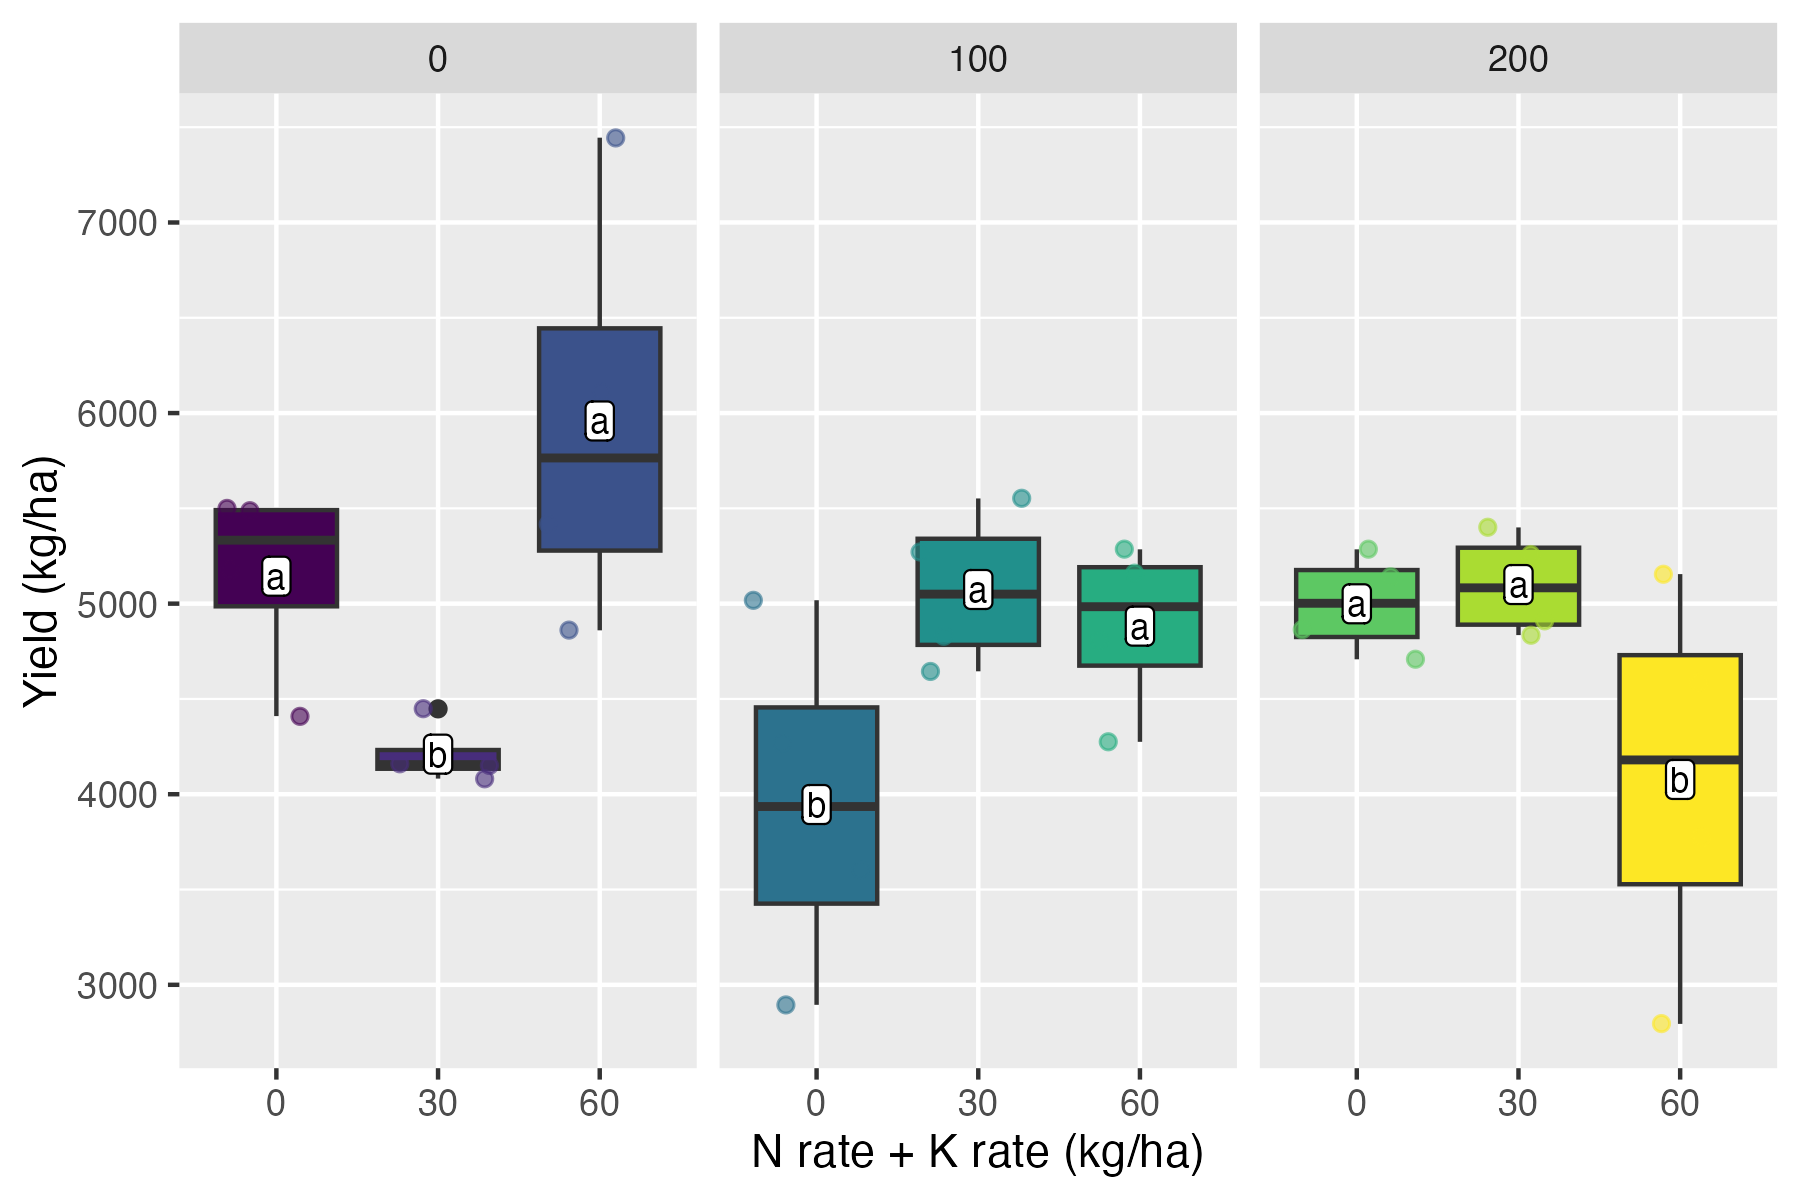 0 100 200
7000
6000
5000
4000
3000
Yield (kg/ha)
a b a
b a a
a a b
0 30 60 0 30 60 0 30 60
N rate + K rate (kg/ha)